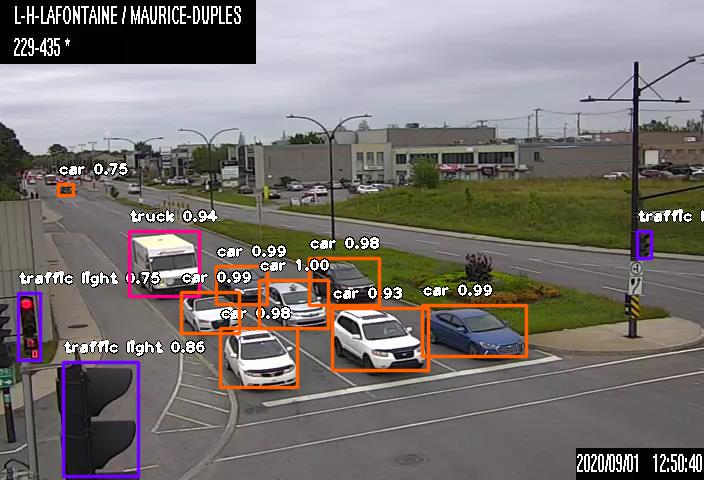 L-H-LAFONTAINE / MAURICE-DUPLES
229-435 *
car 0.75
truck 0.94
traffic l
car 0.99
car 0.98
car 1.00
traffic light 0.75
car 0.99
car 0.98
car 0.93
car 0.99
traffic light 0.86
2020/09/01 12:50:40